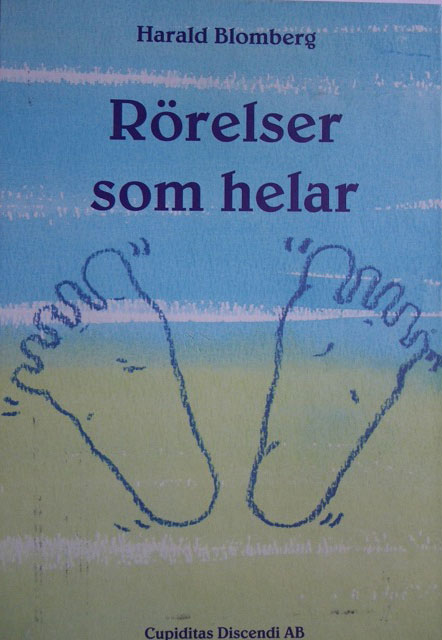 Harald Blomberg
Rörelser
som helar
Cupiditas Discendi AB